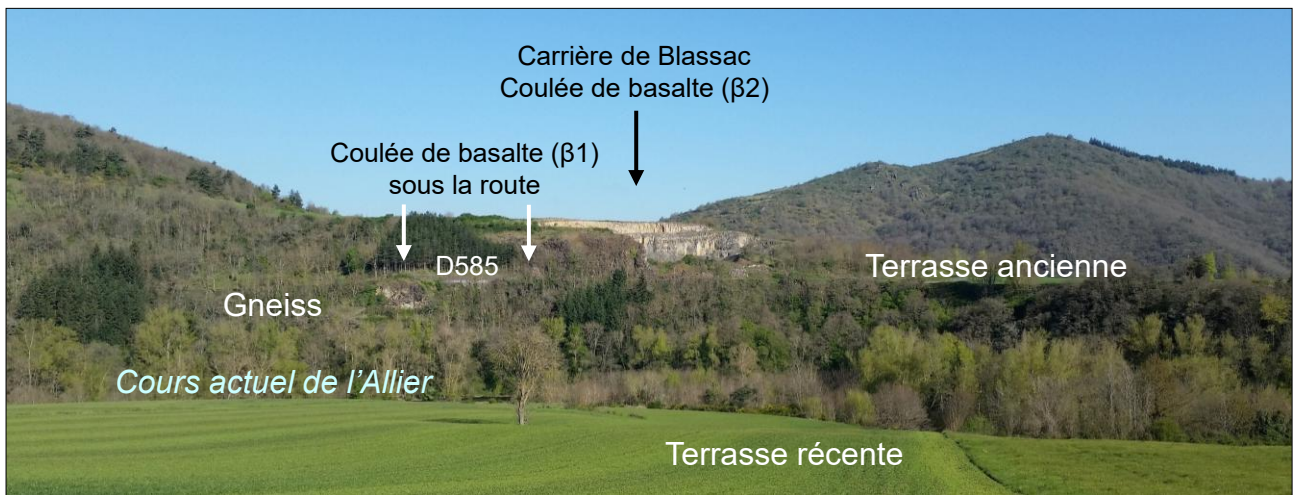 Carrière de Blassac
Coulée de basalte (β2)
Coulée de basalte (β1)
sous la route
D585
Terrasse ancienne
Gneiss
Cours actuel de l’Allier
Terrasse récente